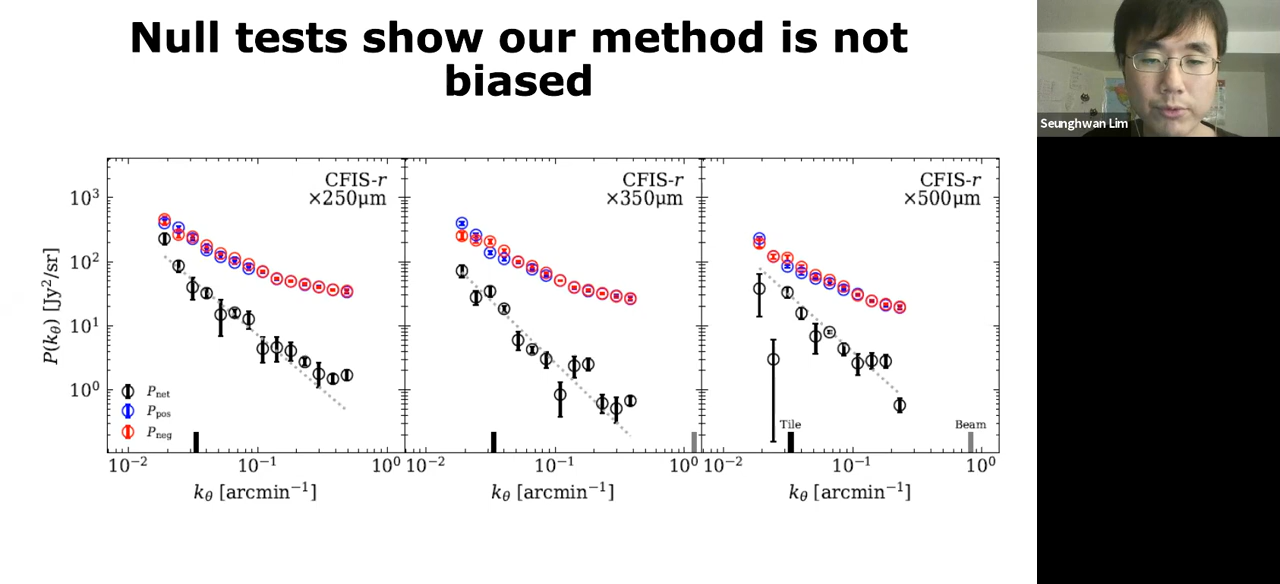 Null tests show our method is not
biased
Seunghwan Lim
CFIS-r
×250μm
CFIS-r
×350μm
CFIS-r
×500μm
P(kθ) [Jy²/sr]
10³
10²
10¹
10⁰
Pnet
Ppos
Pneg
Tile
Beam
10⁻² 10⁻¹ 10⁰
10⁻² 10⁻¹ 10⁰
10⁻² 10⁻¹ 10⁰
kθ [arcmin⁻¹]
kθ [arcmin⁻¹]
kθ [arcmin⁻¹]